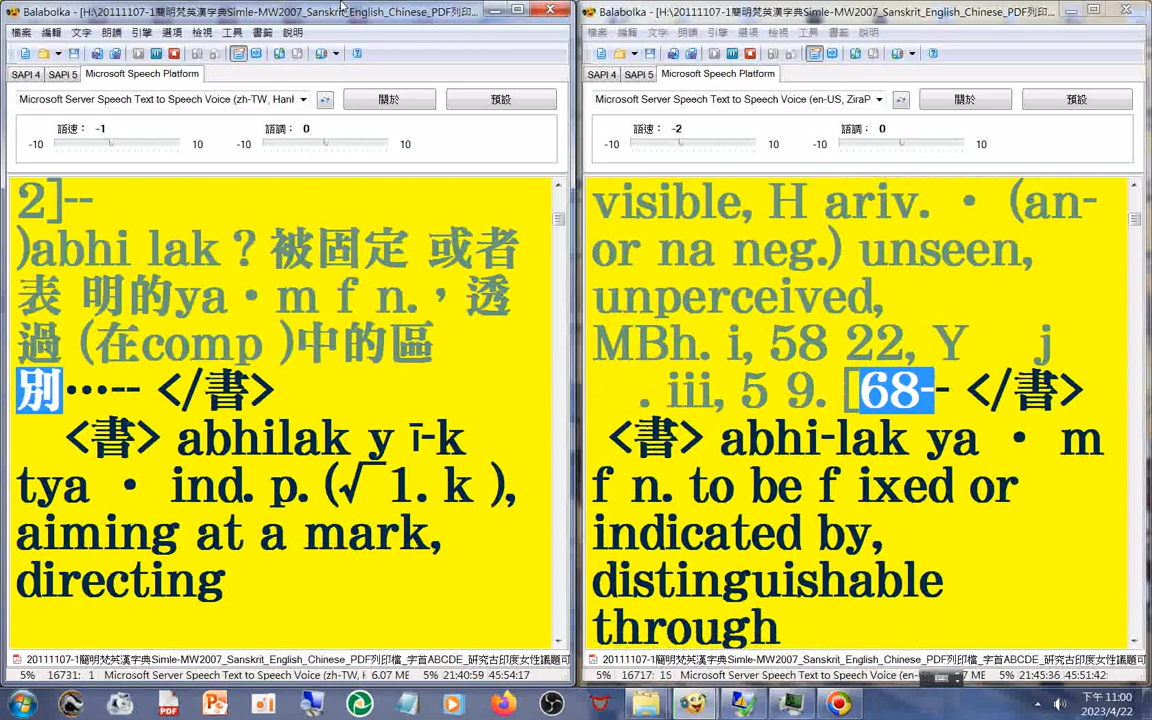 Balabolka - [H:\20111107-1簡明梵英漢字典Simle-MW2007_Sanskrit_English_Chinese_PDF列印...
檔案 編輯 文字 朗讀 引擎 選項 檢視 工具 書籤 說明
SAPI 4 SAPI 5 Microsoft Speech Platform
Microsoft Server Speech Text to Speech Voice (zh-TW, Hanl
關於 預設
語速： -1 語調： 0
-10 10 -10 10
2]--
)abhi lak？被固定 或者
表 明的ya・m f n.，透
過 (在comp )中的區
別…-- </書>
<書> abhilak y ī-k
tya ・ ind. p. (√ 1. k ),
aiming at a mark,
directing
20111107-1簡明梵英漢字典Simle-MW2007_Sanskrit_English_Chinese_PDF列印檔_字首ABCDE_研究古印度女性議題可
5% 16731: 1 Microsoft Server Speech Text to Speech Voice (zh-TW, H 6.07 ME 5% 21:40:59 45:54:17
Balabolka - [H:\20111107-1簡明梵英漢字典Simle-MW2007_Sanskrit_English_Chinese_PDF列印...
檔案 編輯 文字 朗讀 引擎 選項 檢視 工具 書籤 說明
SAPI 4 SAPI 5 Microsoft Speech Platform
Microsoft Server Speech Text to Speech Voice (en-US, ZiraP
關於 預設
語速： -2 語調： 0
-10 10 -10 10
visible, H ariv. ・ (an-
or na neg.) unseen,
unperceived,
MBh. i, 58 22, Y j
. iii, 5 9. [68-- </書>
<書> abhi-lak ya ・ m
f n. to be f ixed or
indicated by,
distinguishable
through
20111107-1簡明梵英漢字典Simle-MW2007_Sanskrit_English_Chinese_PDF列印檔_字首ABCDE_研究古印度女性議題可
5% 16717: 15 Microsoft Server Speech Text to Speech Voice ME 5% 21:45:36 45:51:42
下午 11:00
2023/4/22